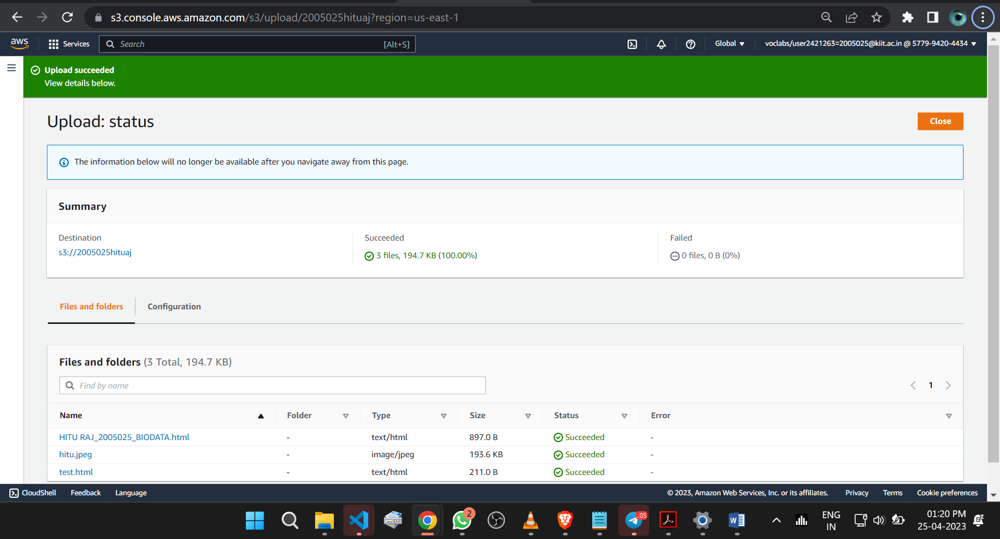 s3.console.aws.amazon.com/s3/upload/2005025hituaj?region=us-east-1
aws Services Search [Alt+S] Global voclabs/user2421263=2005025@kiit.ac.in @ 5779-9420-4434
Upload succeeded
View details below.
Upload: status Close
The information below will no longer be available after you navigate away from this page.
Summary
Destination Succeeded Failed
s3://2005025hituaj 3 files, 194.7 KB (100.00%) 0 files, 0 B (0%)
Files and folders Configuration
Files and folders (3 Total, 194.7 KB)
Find by name 1
Name Folder Type Size Status Error
HITU RAJ_2005025_BIODATA.html - text/html 897.0 B Succeeded -
hitu.jpeg - image/jpeg 193.6 KB Succeeded -
test.html - text/html 211.0 B Succeeded -
CloudShell Feedback Language © 2023, Amazon Web Services, Inc. or its affiliates. Privacy Terms Cookie preferences
2 ..05 ENG 01:20 PM
IN 25-04-2023